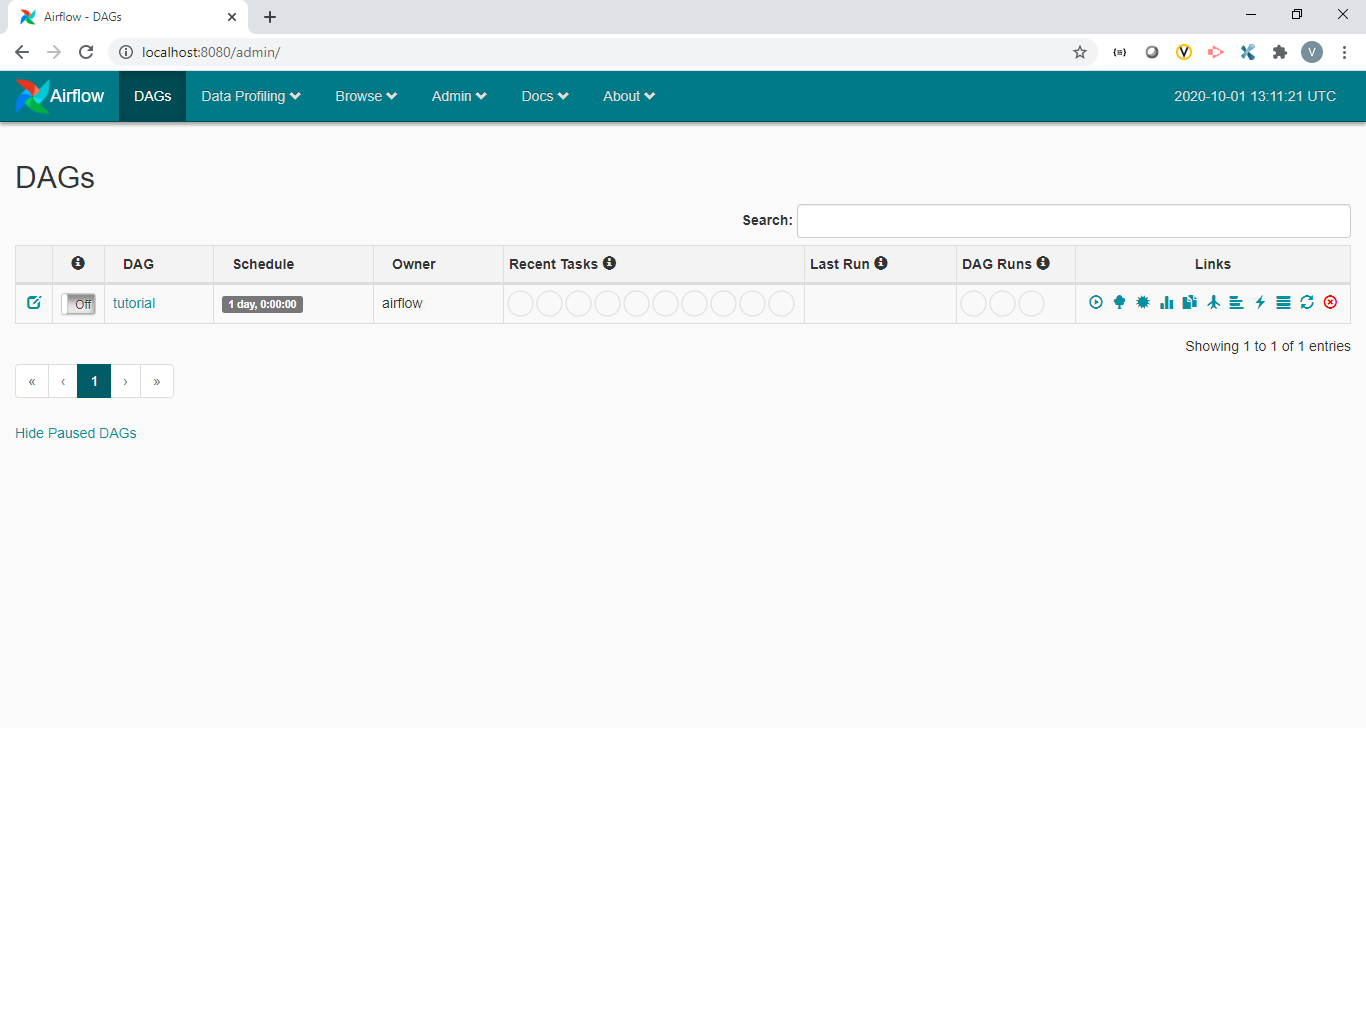 Airflow - DAGs
localhost:8080/admin/
V
Airflow DAGs Data Profiling Browse Admin Docs About 2020-10-01 13:11:21 UTC
DAGs
Search:
DAG Schedule Owner Recent Tasks Last Run DAG Runs Links
Off tutorial 1 day, 0:00:00 airflow
Showing 1 to 1 of 1 entries
« ‹ 1 › »
Hide Paused DAGs